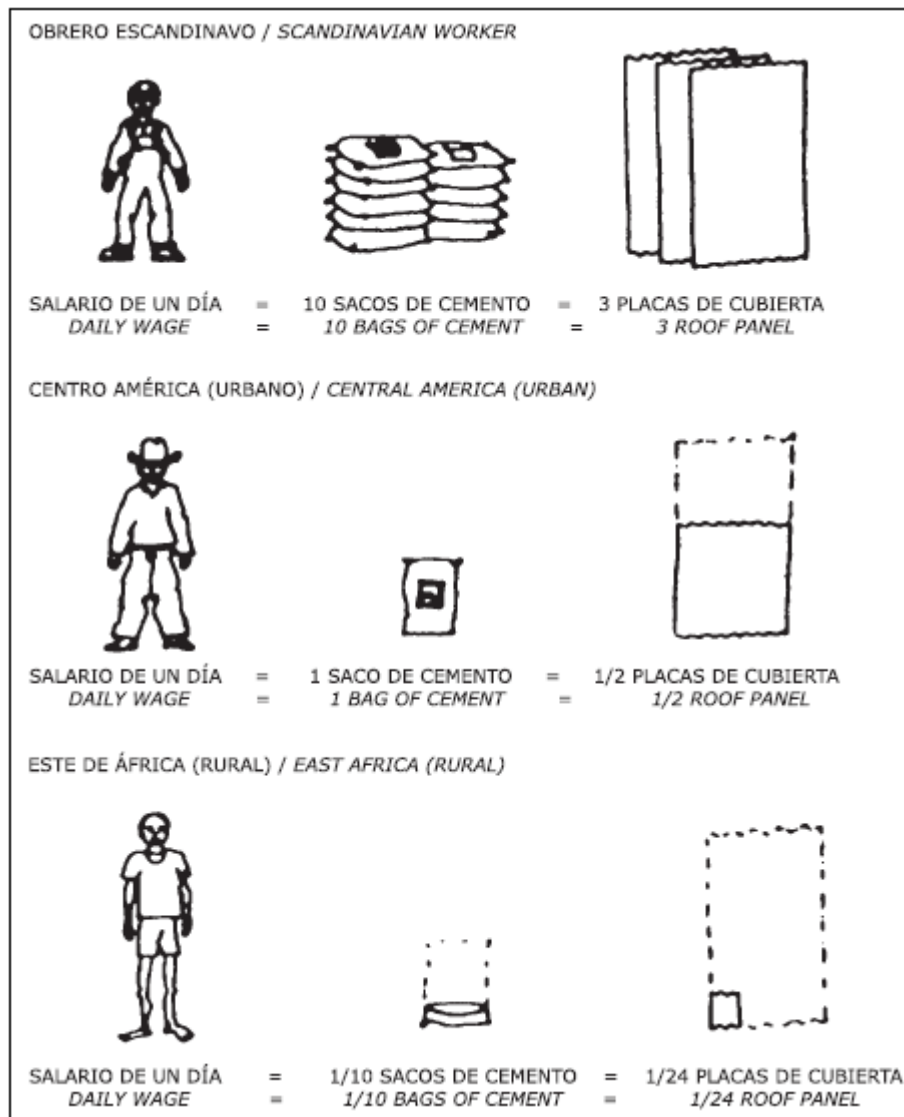 OBRERO ESCANDINAVO / SCANDINAVIAN WORKER
SALARIO DE UN DÍA = 10 SACOS DE CEMENTO = 3 PLACAS DE CUBIERTA
DAILY WAGE = 10 BAGS OF CEMENT = 3 ROOF PANEL
CENTRO AMÉRICA (URBANO) / CENTRAL AMERICA (URBAN)
SALARIO DE UN DÍA = 1 SACO DE CEMENTO = 1/2 PLACAS DE CUBIERTA
DAILY WAGE = 1 BAG OF CEMENT = 1/2 ROOF PANEL
ESTE DE ÁFRICA (RURAL) / EAST AFRICA (RURAL)
SALARIO DE UN DÍA = 1/10 SACOS DE CEMENTO = 1/24 PLACAS DE CUBIERTA
DAILY WAGE = 1/10 BAGS OF CEMENT = 1/24 ROOF PANEL